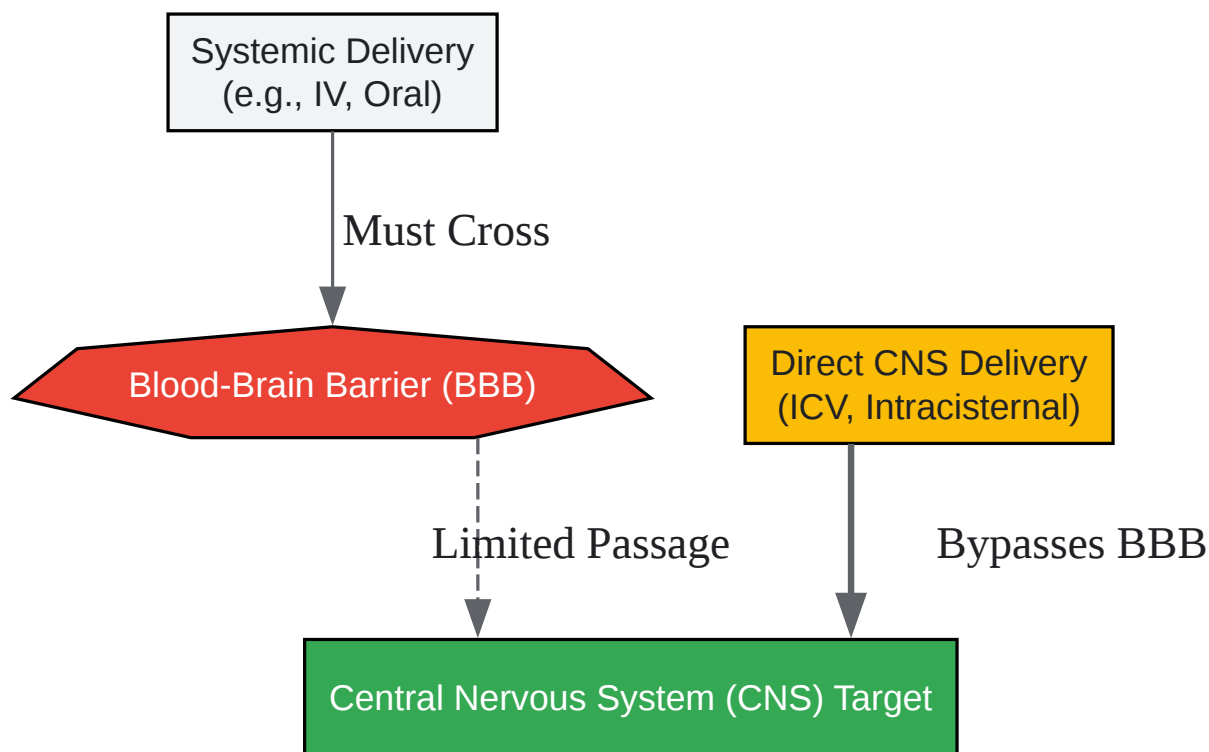 Systemic Delivery
(e.g., IV, Oral)
Must Cross
Blood-Brain Barrier (BBB)
Direct CNS Delivery
(ICV, Intracisternal)
Limited Passage
Bypasses BBB
Central Nervous System (CNS) Target